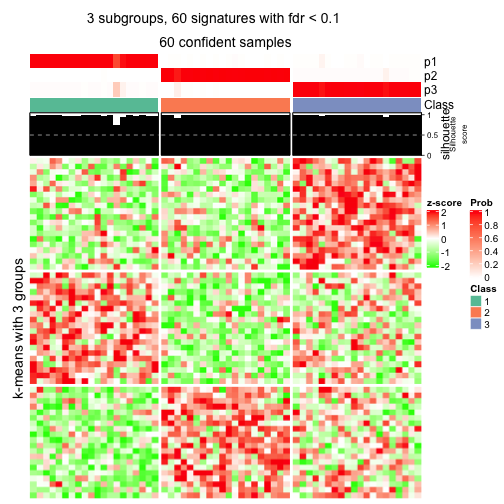 3 subgroups, 60 signatures with fdr < 0.1
60 confident samples
p1
p2
p3
Class
1
0.5
0
silhouette
Silhouette
score
k-means with 3 groups
z-score
2
1
0
-1
-2
Prob
1
0.8
0.6
0.4
0.2
0
Class
1
2
3